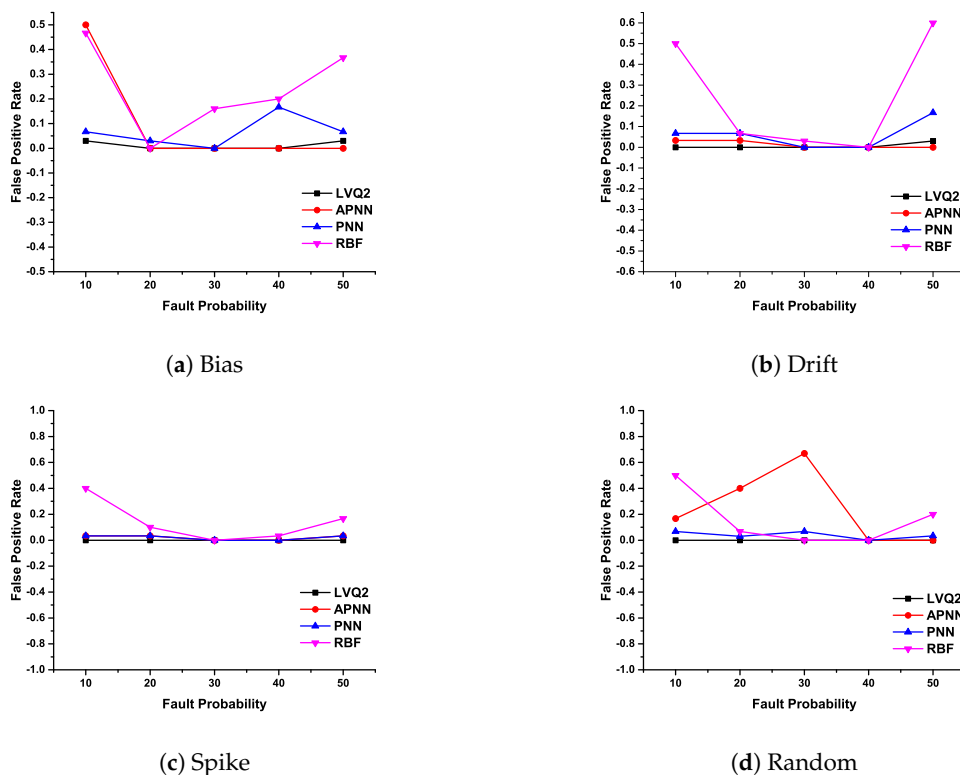 0.5
0.4
0.3
0.2
0.1
0.0
-0.1
-0.2
-0.3
-0.4
-0.5
False Positive Rate
LVQ2
APNN
PNN
RBF
10 20 30 40 50
Fault Probability
(a) Bias
0.6
0.5
0.4
0.3
0.2
0.1
0.0
-0.1
-0.2
-0.3
-0.4
-0.5
-0.6
False Positive Rate
LVQ2
APNN
PNN
RBF
10 20 30 40 50
Fault Probability
(b) Drift
1.0
0.8
0.6
0.4
0.2
0.0
-0.2
-0.4
-0.6
-0.8
-1.0
False Positive Rate
LVQ2
APNN
PNN
RBF
10 20 30 40 50
Fault Probability
(c) Spike
1.0
0.8
0.6
0.4
0.2
0.0
-0.2
-0.4
-0.6
-0.8
-1.0
False Positive Rate
LVQ2
APNN
PNN
RBF
10 20 30 40 50
Fault Probability
(d) Random